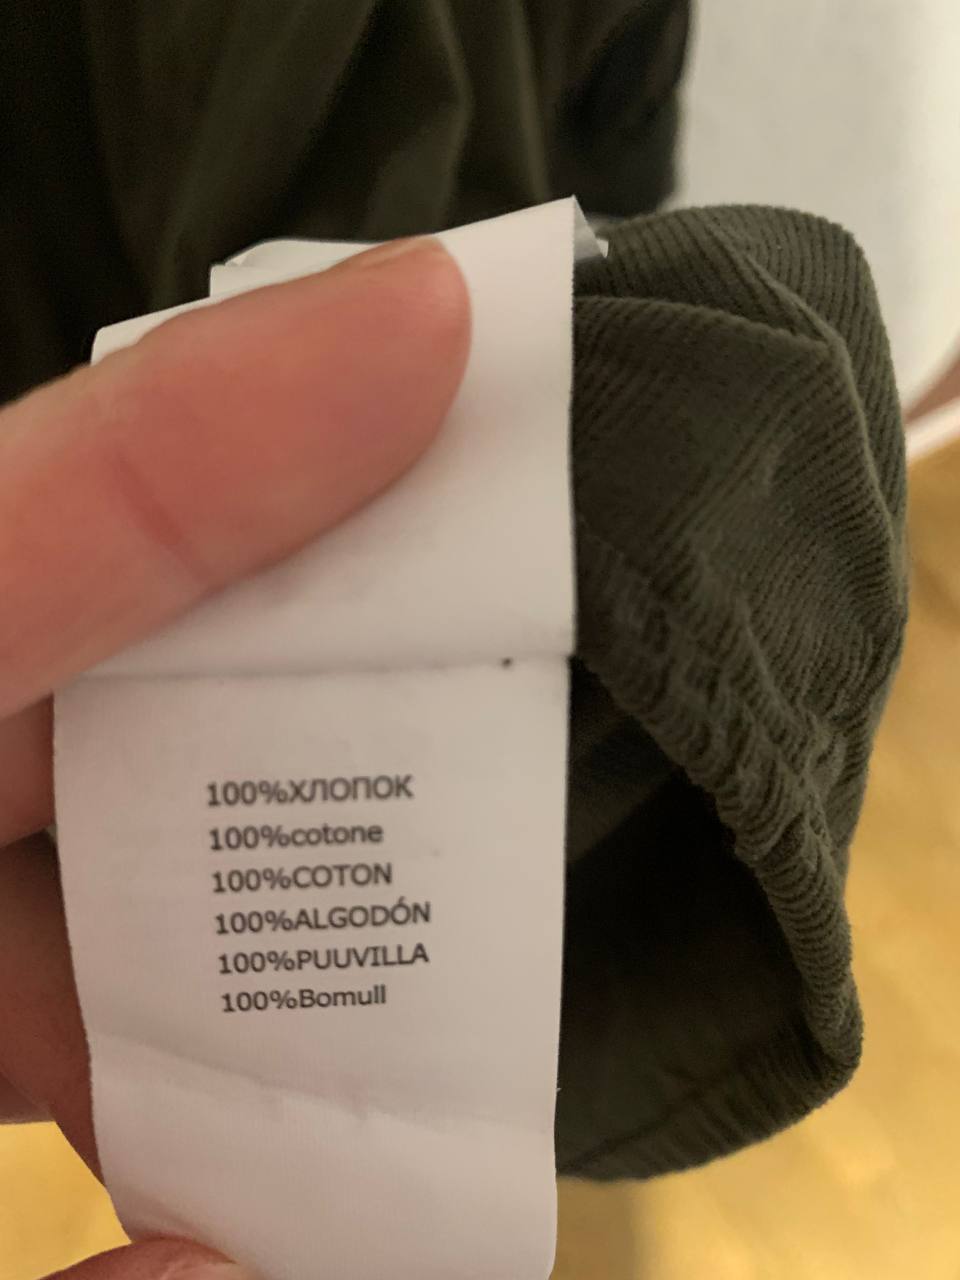 100%ХЛОПОК
100%cotone
100%COTON
100%ALGODÓN
100%PUUVILLA
100%Bomull